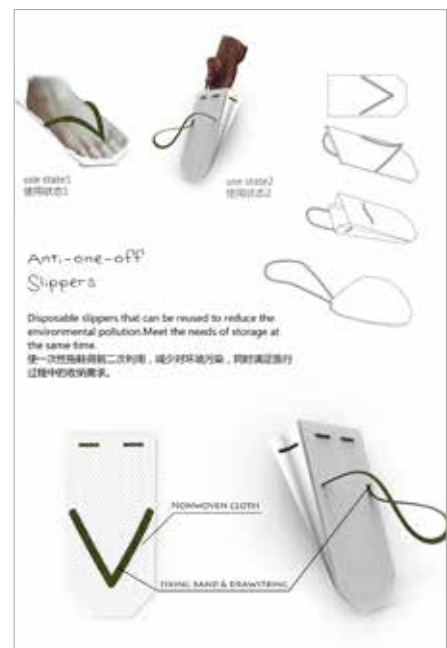 use state1
使用状态1
use state2
使用状态2
Anti-one-off
Slippers
Disposable slippers that can be reused to reduce the
environmental pollution.Meet the needs of storage at
the same time.
使一次性拖鞋得到二次利用，减少对环境污染，同时满足旅行
过程中的收纳需求。
NONWOVEN CLOTH
FIXING BAND & DRAWSTRING